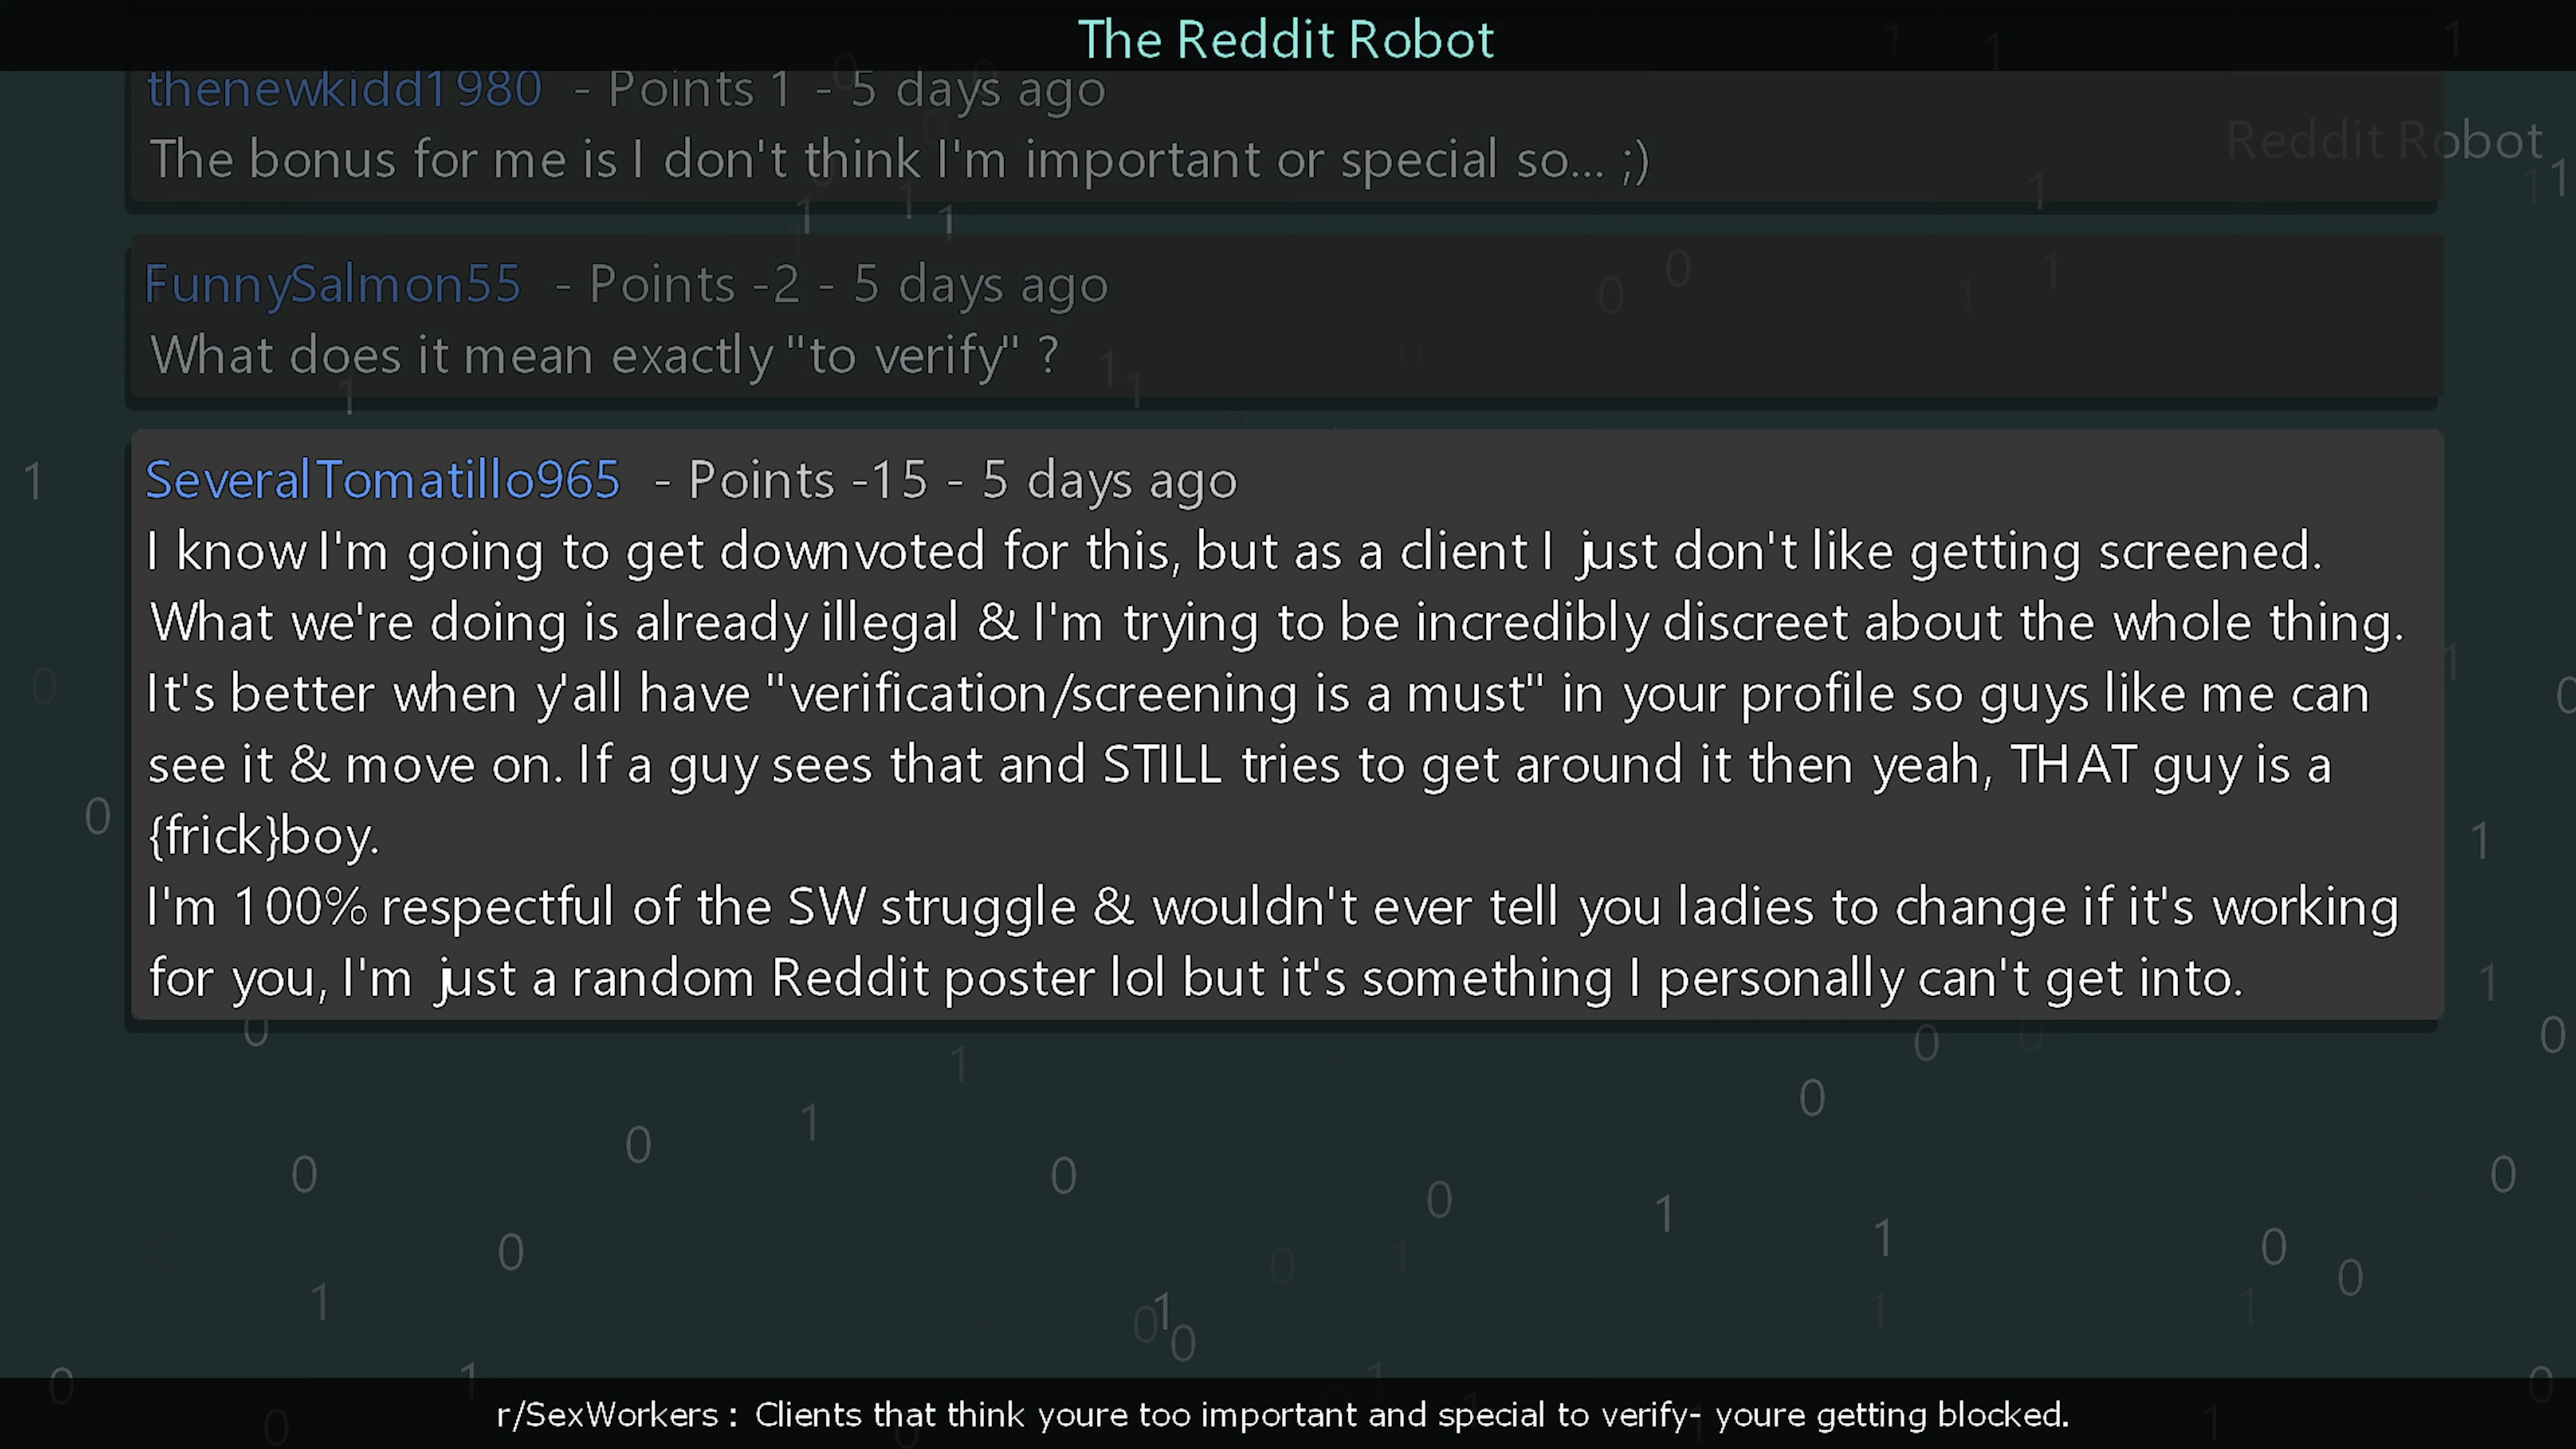 The Reddit Robot
thenewkidd1980 - Points 1 - 5 days ago
Reddit Robot
The bonus for me is I don't think I'm important or special so... ;)
FunnySalmon55 - Points -2 - 5 days ago
What does it mean exactly "to verify" ?
SeveralTomatillo965 - Points -15 - 5 days ago
I know I'm going to get downvoted for this, but as a client I just don't like getting screened.
What we're doing is already illegal & I'm trying to be incredibly discreet about the whole thing.
It's better when y'all have "verification/screening is a must" in your profile so guys like me can
see it & move on. If a guy sees that and STILL tries to get around it then yeah, THAT guy is a
{frick}boy.
I'm 100% respectful of the SW struggle & wouldn't ever tell you ladies to change if it's working
for you, I'm just a random Reddit poster lol but it's something I personally can't get into.
r/SexWorkers : Clients that think youre too important and special to verify- youre getting blocked.